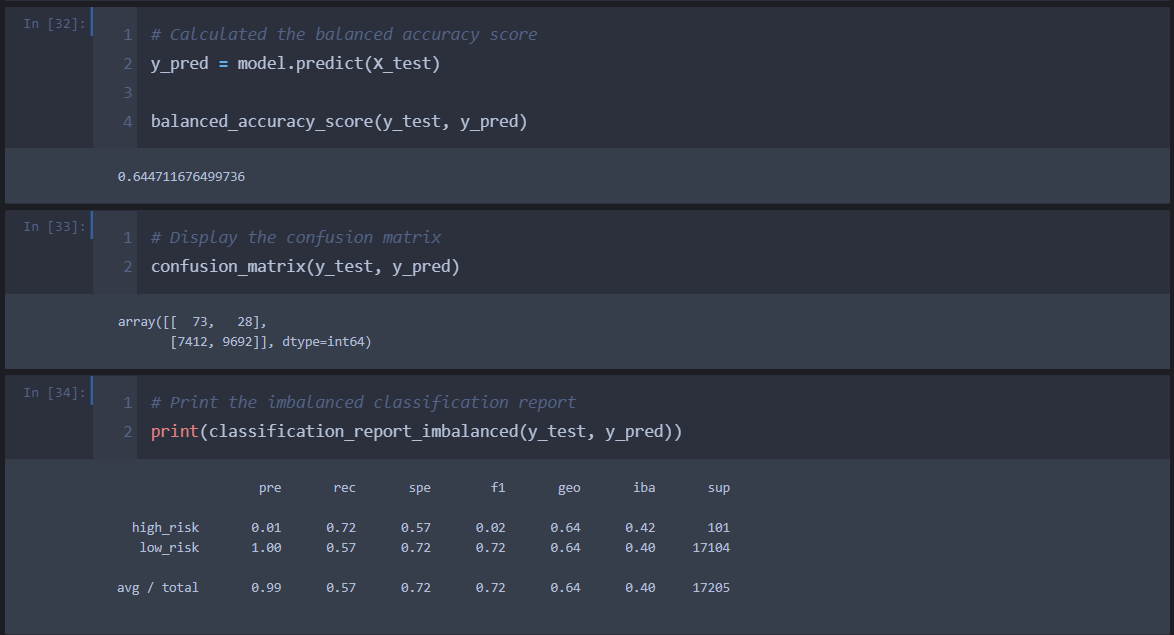 In [32]:
1 # Calculated the balanced accuracy score
2 y_pred = model.predict(X_test)
3
4 balanced_accuracy_score(y_test, y_pred)
0.644711676499736
In [33]:
1 # Display the confusion matrix
2 confusion_matrix(y_test, y_pred)
array([[  73,   28],
       [7412, 9692]], dtype=int64)
In [34]:
1 # Print the imbalanced classification report
2 print(classification_report_imbalanced(y_test, y_pred))
pre rec spe f1 geo iba sup
high_risk 0.01 0.72 0.57 0.02 0.64 0.42 101
low_risk 1.00 0.57 0.72 0.72 0.64 0.40 17104
avg / total 0.99 0.57 0.72 0.72 0.64 0.40 17205